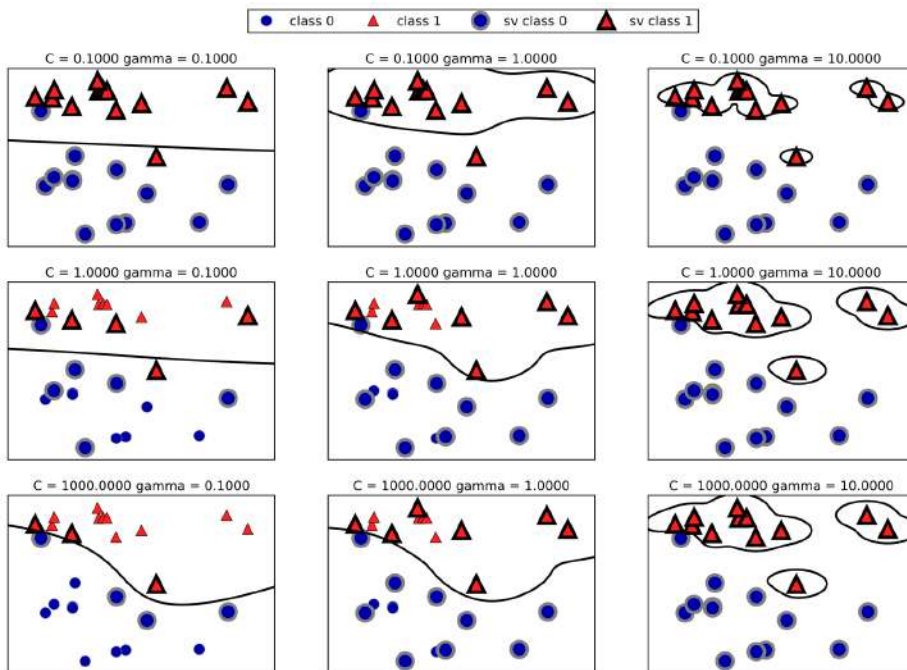 class 0 class 1 sv class 0 sv class 1
C = 0.1000 gamma = 0.1000 C = 0.1000 gamma = 1.0000 C = 0.1000 gamma = 10.0000
C = 1.0000 gamma = 0.1000 C = 1.0000 gamma = 1.0000 C = 1.0000 gamma = 10.0000
C = 1000.0000 gamma = 0.1000 C = 1000.0000 gamma = 1.0000 C = 1000.0000 gamma = 10.0000